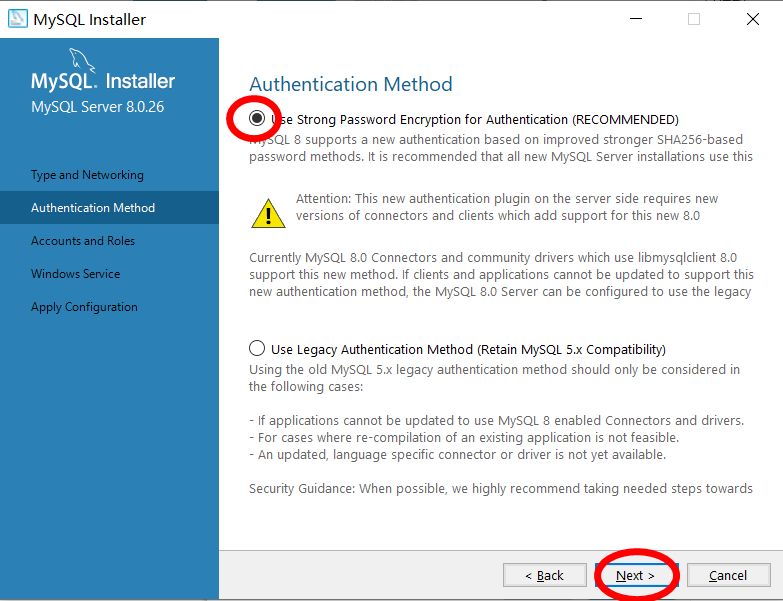 MySQL Installer
MySQL. Installer
MySQL Server 8.0.26
Type and Networking
Authentication Method
Accounts and Roles
Windows Service
Apply Configuration
Authentication Method
Use Strong Password Encryption for Authentication (RECOMMENDED)
MySQL 8 supports a new authentication based on improved stronger SHA256-based
password methods. It is recommended that all new MySQL Server installations use this
Attention: This new authentication plugin on the server side requires new
versions of connectors and clients which add support for this new 8.0
Currently MySQL 8.0 Connectors and community drivers which use libmysqlclient 8.0
support this new method. If clients and applications cannot be updated to support this
new authentication method, the MySQL 8.0 Server can be configured to use the legacy
Use Legacy Authentication Method (Retain MySQL 5.x Compatibility)
Using the old MySQL 5.x legacy authentication method should only be considered in
the following cases:
- If applications cannot be updated to use MySQL 8 enabled Connectors and drivers.
- For cases where re-compilation of an existing application is not feasible.
- An updated, language specific connector or driver is not yet available.
Security Guidance: When possible, we highly recommend taking needed steps towards
< Back
Next >
Cancel